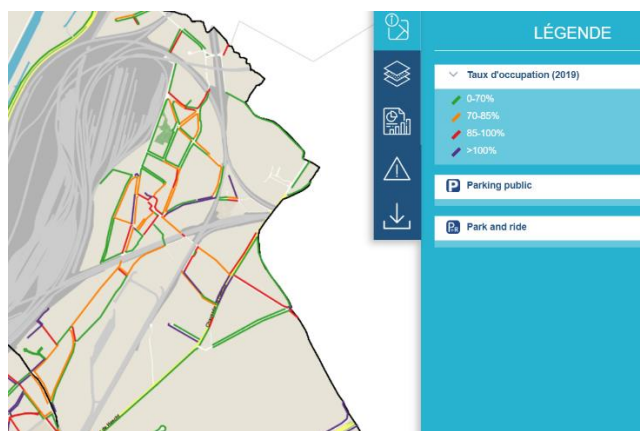 LÉGENDE
Taux d'occupation (2019)
0-70%
70-85%
85-100%
>100%
P Parking public
P+R Park and ride